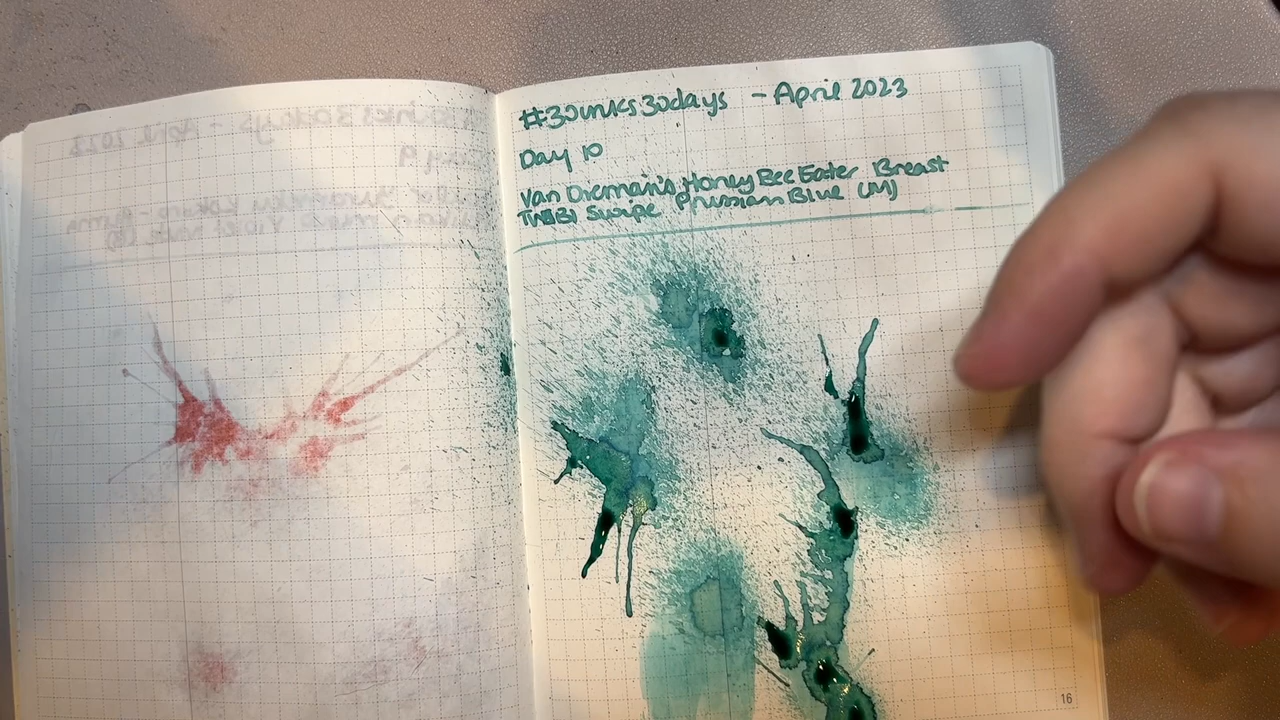 #30inks30days - April 2023
Day 10
Van Dieman's Honey Bee Eater Breast
TWSBI Swipe Prussian Blue (M)
16